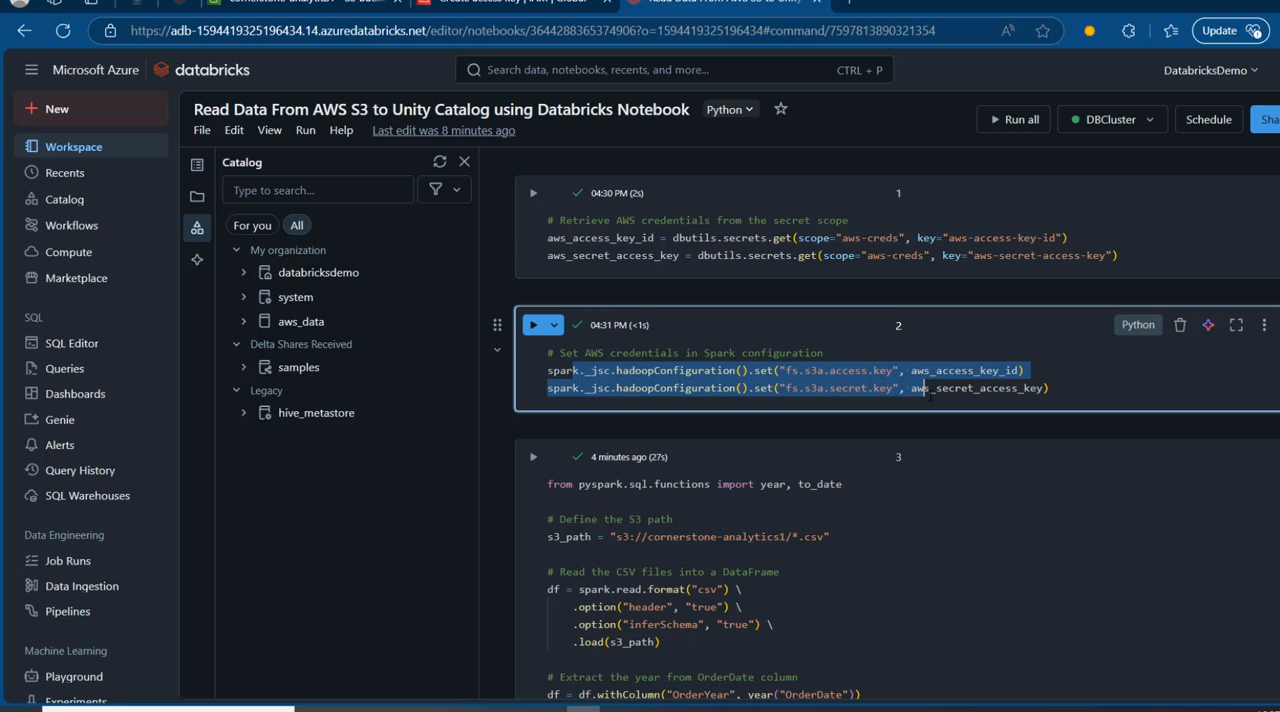 https://adb-1594419325196434.14.azuredatabricks.net/editor/notebooks/364428836537490​6?o=1594419325196434#command/7597813890321354
Update
Microsoft Azure
databricks
Search data, notebooks, recents, and more...
CTRL + P
DatabricksDemo
New
Workspace
Recents
Catalog
Workflows
Compute
Marketplace
SQL
SQL Editor
Queries
Dashboards
Genie
Alerts
Query History
SQL Warehouses
Data Engineering
Job Runs
Data Ingestion
Pipelines
Machine Learning
Playground
Experiments
Read Data From AWS S3 to Unity Catalog using Databricks Notebook
Python
File Edit View Run Help Last edit was 8 minutes ago
Run all
DBCluster
Schedule
Catalog
Type to search...
For you All
My organization
databricksdemo
system
aws_data
Delta Shares Received
samples
Legacy
hive_metastore
04:30 PM (2s)
1
# Retrieve AWS credentials from the secret scope
aws_access_key_id = dbutils.secrets.get(scope="aws-creds", key="aws-access-key-id")
aws_secret_access_key = dbutils.secrets.get(scope="aws-creds", key="aws-secret-access-key")
04:31 PM (<1s)
2
Python
# Set AWS credentials in Spark configuration
spark._jsc.hadoopConfiguration().set("fs.s3a.access.key", aws_access_key_id)
spark._jsc.hadoopConfiguration().set("fs.s3a.secret.key", aws_secret_access_key)
4 minutes ago (27s)
3
from pyspark.sql.functions import year, to_date
# Define the S3 path
s3_path = "s3://cornerstone-analytics1/*.csv"
# Read the CSV files into a DataFrame
df = spark.read.format("csv") \
.option("header", "true") \
.option("inferSchema", "true") \
.load(s3_path)
# Extract the year from OrderDate column
df = df.withColumn("OrderYear", year("OrderDate"))